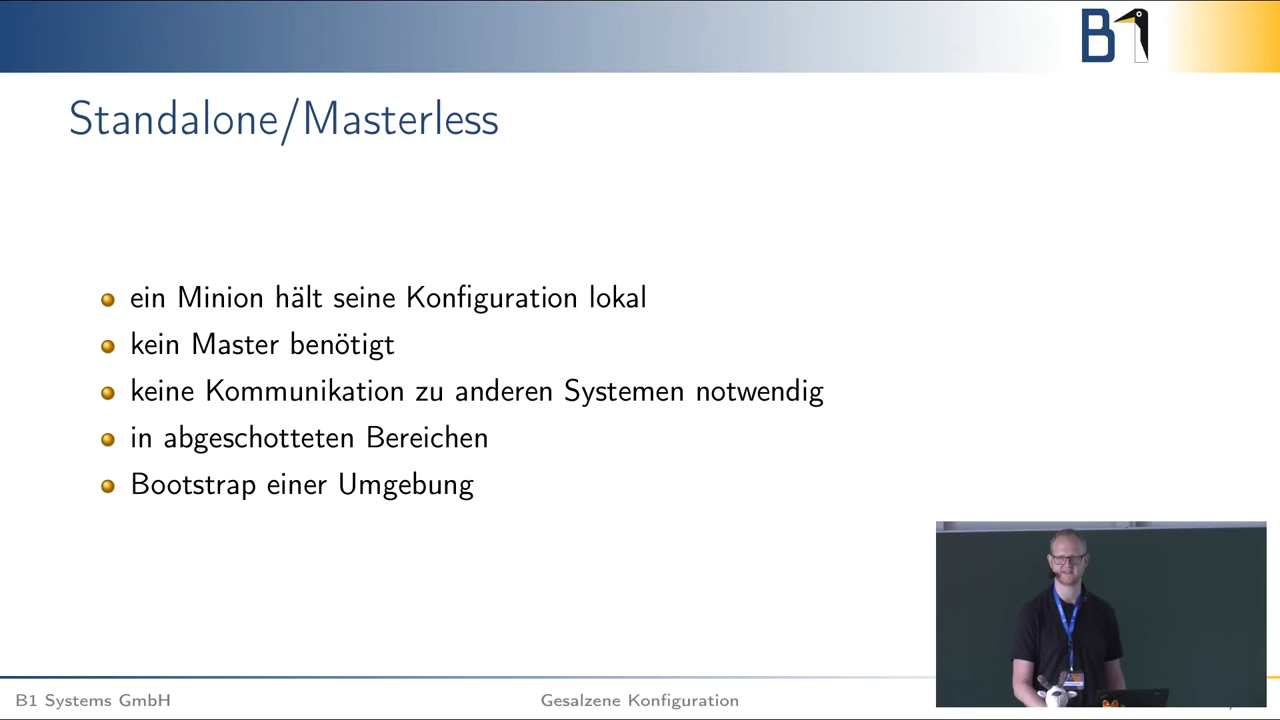 B1
Standalone/Masterless
ein Minion hält seine Konfiguration lokal
kein Master benötigt
keine Kommunikation zu anderen Systemen notwendig
in abgeschotteten Bereichen
Bootstrap einer Umgebung
B1 Systems GmbH
Gesalzene Konfiguration